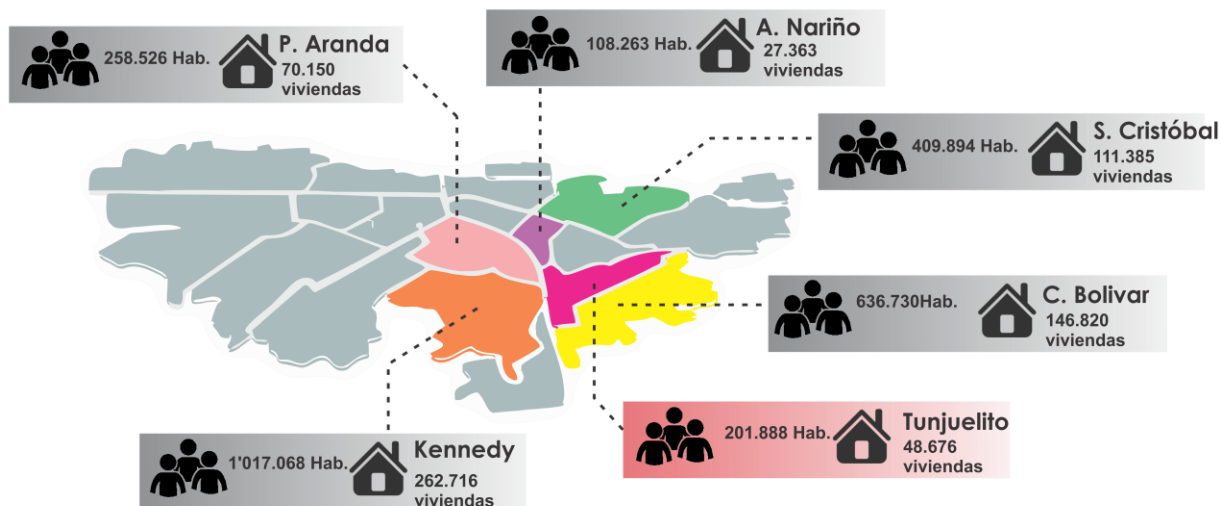 258.526 Hab.
P. Aranda
70.150
viviendas
108.263 Hab.
A. Nariño
27.363
viviendas
409.894 Hab.
S. Cristóbal
111.385
viviendas
636.730Hab.
C. Bolivar
146.820
viviendas
201.888 Hab.
Tunjuelito
48.676
viviendas
1'017.068 Hab.
Kennedy
262.716
viviendas